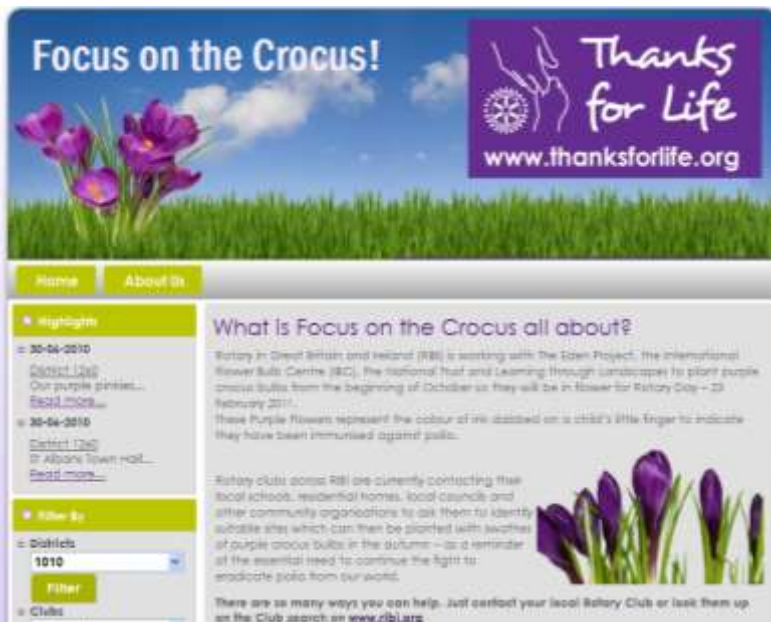 Focus on the Crocus!
Thanks
for Life
www.thanksforlife.org
Home
About Us
Highlights
30-06-2010
District 1260
Our purple pinkies...
Read more...
30-06-2010
District 1260
St Albans Town Hall...
Read more...
Filter By
Districts
1010
Filter
Clubs
What is Focus on the Crocus all about?
Rotary in Great Britain and Ireland (RIBI) is working with The Eden Project, the International
Flower Bulb Centre (IBC), the National Trust and Learning through Landscapes to plant purple
crocus bulbs from the beginning of October so they will be in flower for Rotary Day – 23
February 2011.
These Purple Flowers represent the colour of ink dabbed on a child's little finger to indicate
they have been immunised against polio.
Rotary clubs across RIBI are currently contacting their
local schools, residential homes, local councils and
other community organisations to ask them to identify
suitable sites which can then be planted with swathes
of purple crocus bulbs in the autumn – as a reminder
of the essential need to continue the fight to
eradicate polio from our world.
There are so many ways you can help. Just contact your local Rotary Club or look them up
on the Club search on www.ribi.org